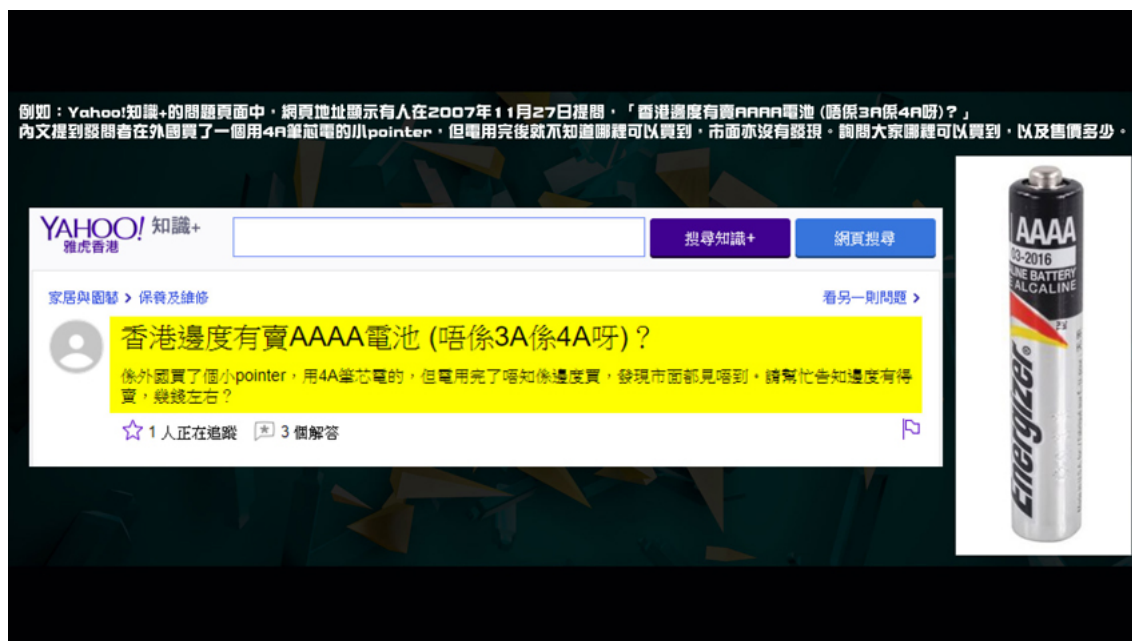 例如：Yahoo!知識+的問題頁面中，網頁地址顯示有人在2007年11月27日提問，「香港邊度有賣AAAA電池 (唔係3A係4A呀)？」
內文提到發問者在外國買了一個用4A筆芯電的小pointer，但電用完後就不知道哪裡可以買到，市面亦沒有發現。詢問大家哪裡可以買到，以及售價多少。
YAHOO! 知識+
雅虎香港
搜尋知識+
網頁搜尋
家居與園藝 > 保養及維修
看另一則問題 >
香港邊度有賣AAAA電池 (唔係3A係4A呀)？
係外國買了個小pointer，用4A筆芯電的，但電用完了唔知係邊度買，發現市面都見唔到。請幫忙告知邊度有得
賣，幾錢左右？
1 人正在追蹤
3 個解答
AAAA
03-2016
INE BATTERY
ALCALINE
Energizer